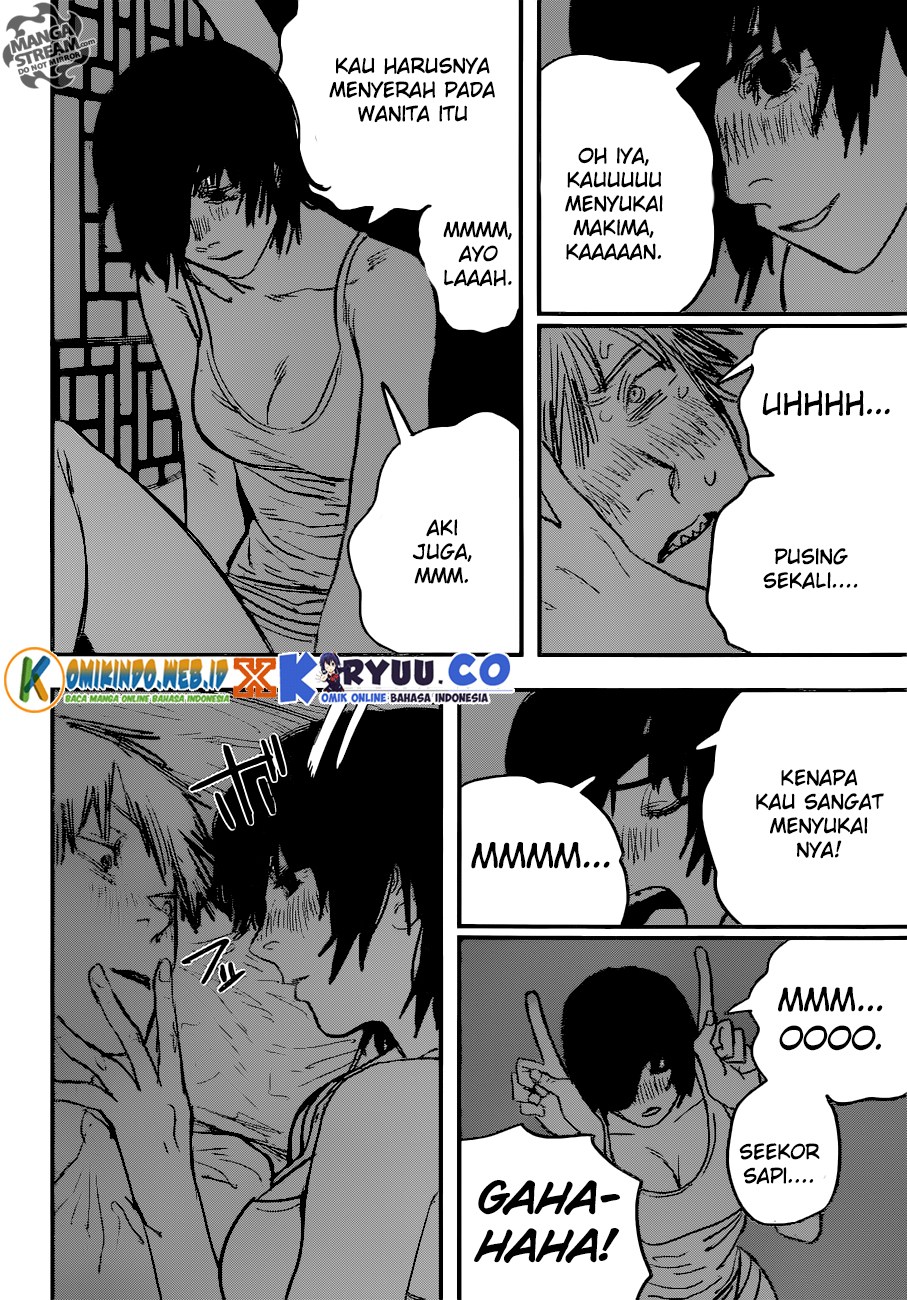 MANGA
STREAM.com
DO NOT MIRROR
OH IYA,
KAUUUUU
MENYUKAI
MAKIMA,
KAAAAAN.
UHHHH...
PUSING
SEKALI....
KAU HARUSNYA
MENYERAH PADA
WANITA ITU
MMMM,
AYO
LAAAH.
AKI
JUGA,
MMM.
KOMIKINDO.WEB.ID X KIRYUU.CO
BACA MANGA ONLINE BAHASA INDONESIA
KOMIK ONLINE BAHASA INDONESIA
KENAPA
KAU SANGAT
MENYUKAI
NYA!
MMMM...
MMM...
OOOO.
SEEKOR
SAPI....
GAHA-
HAHA!